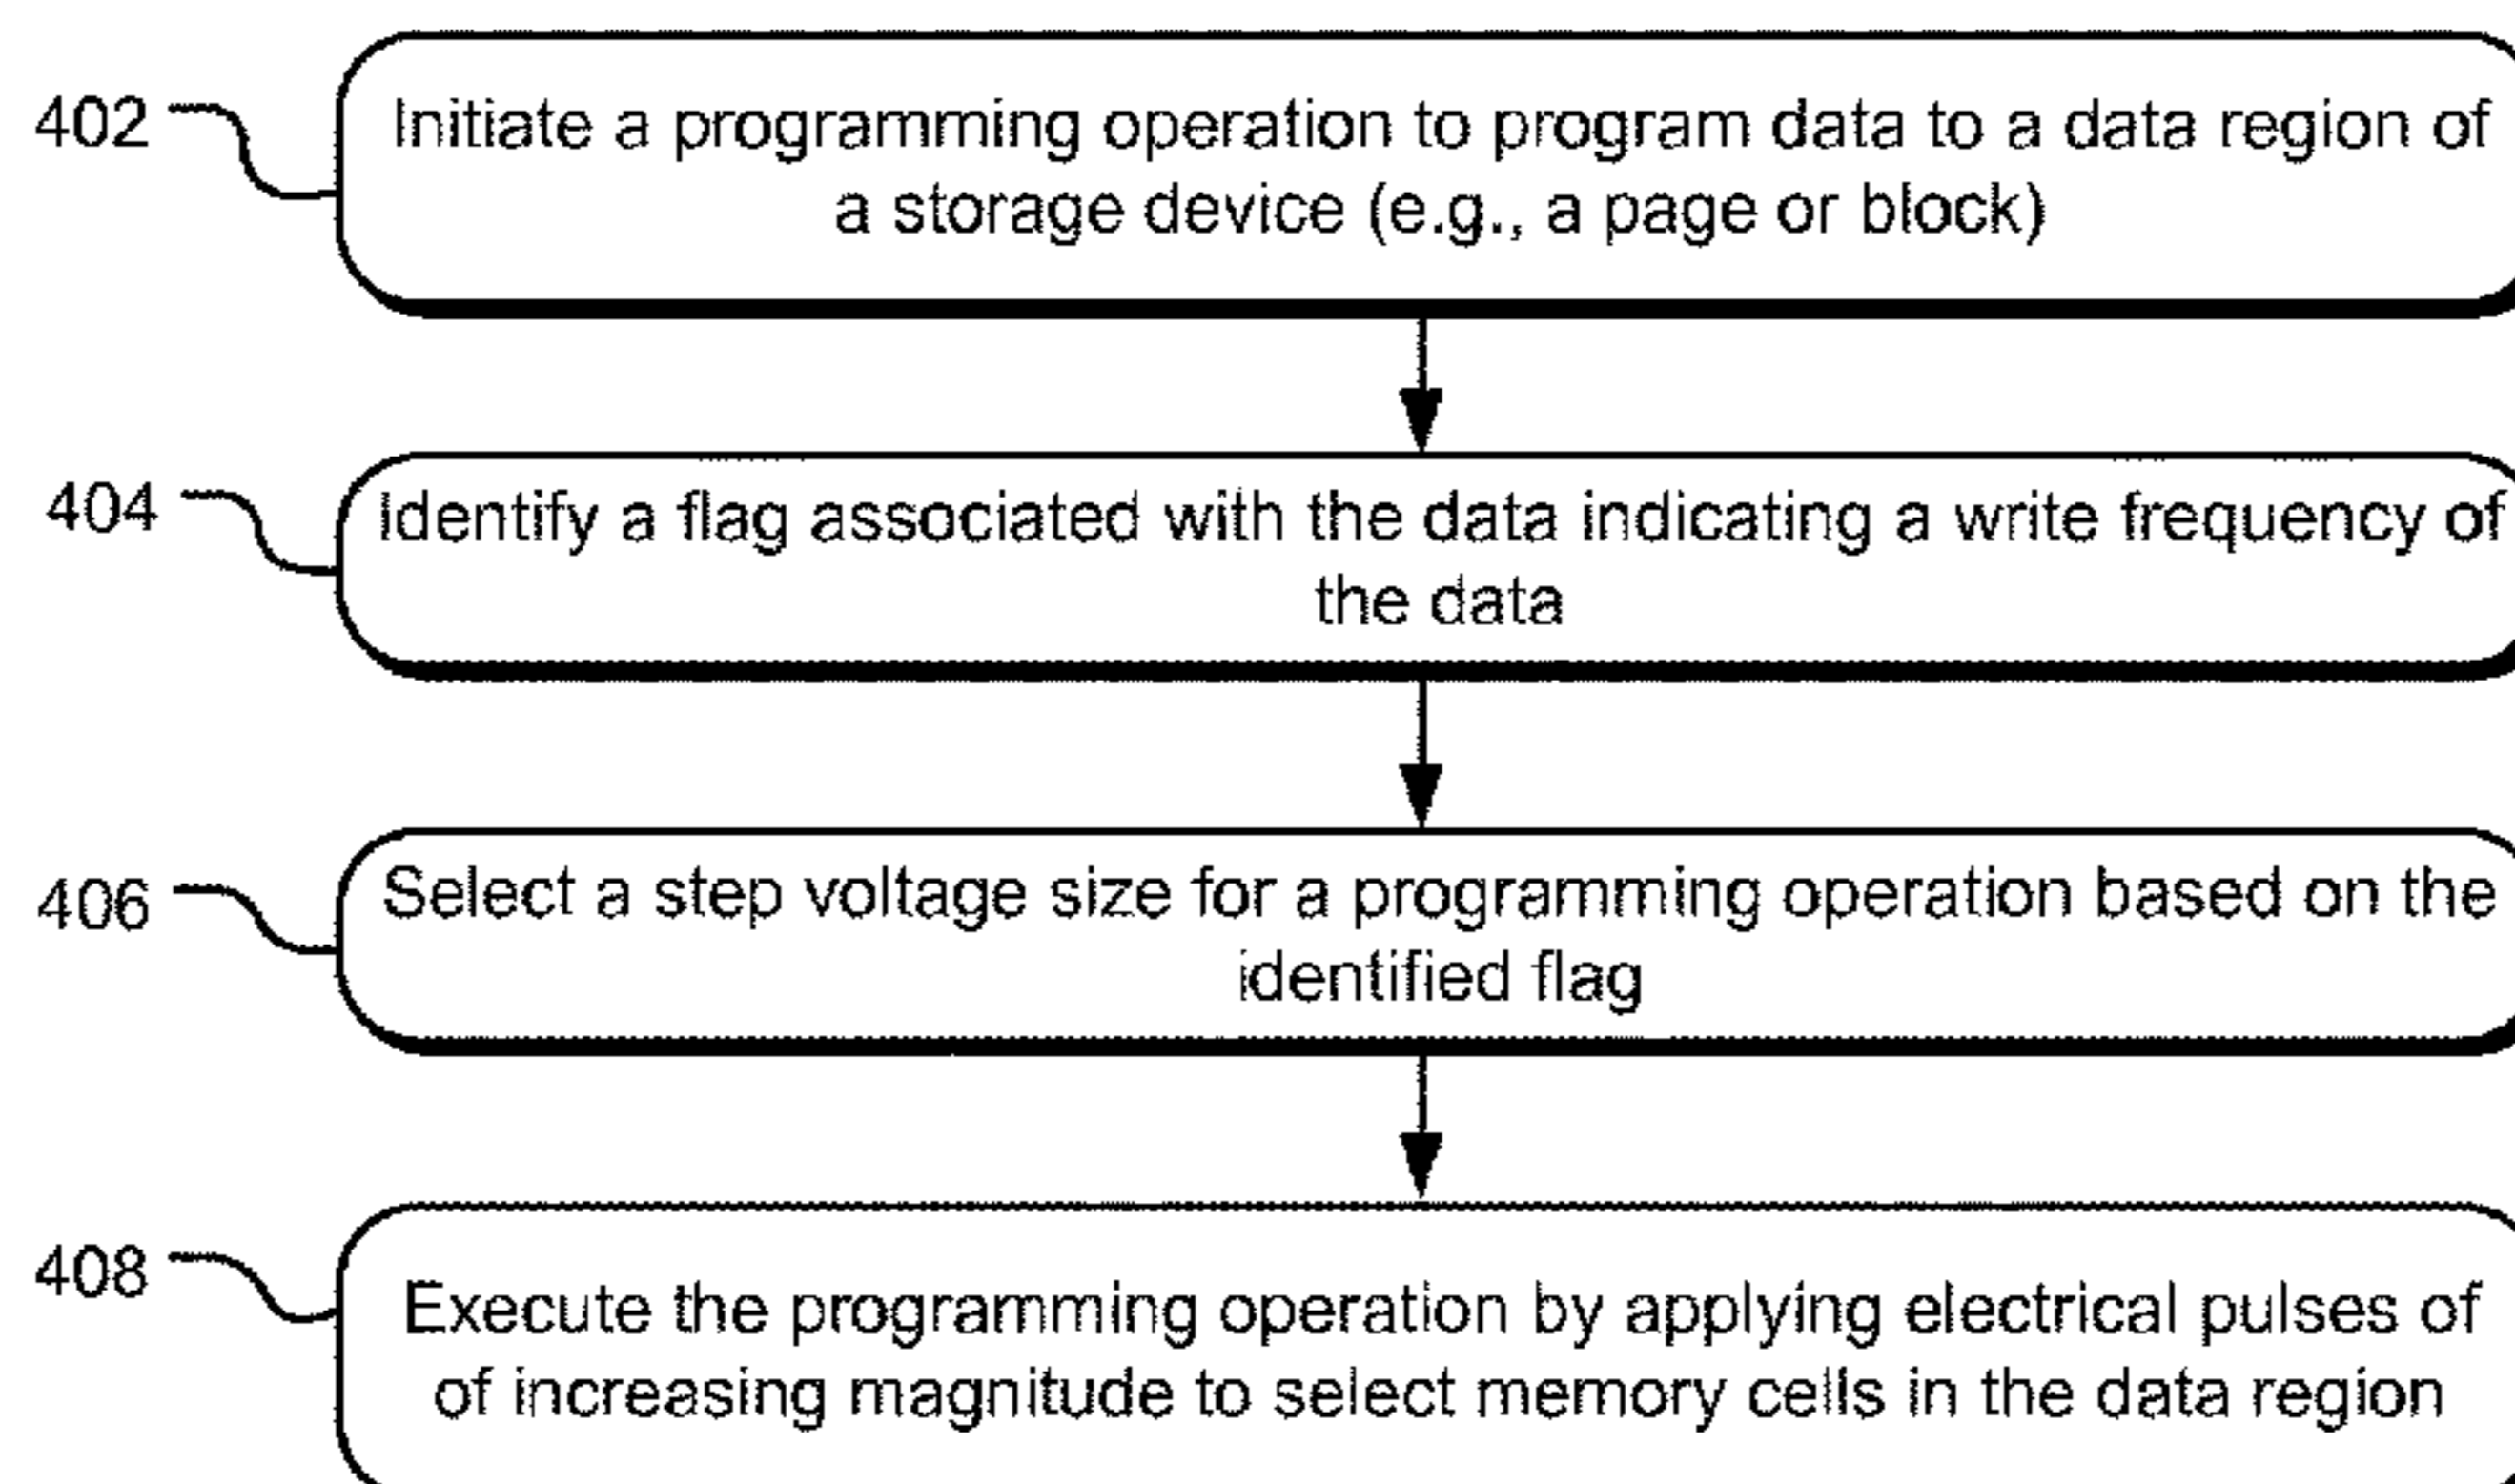 402
Initiate a programming operation to program data to a data region of
a storage device (e.g., a page or block)
404
Identify a flag associated with the data indicating a write frequency of
the data
406
Select a step voltage size for a programming operation based on the
identified flag
408
Execute the programming operation by applying electrical pulses of
of increasing magnitude to select memory cells in the data region